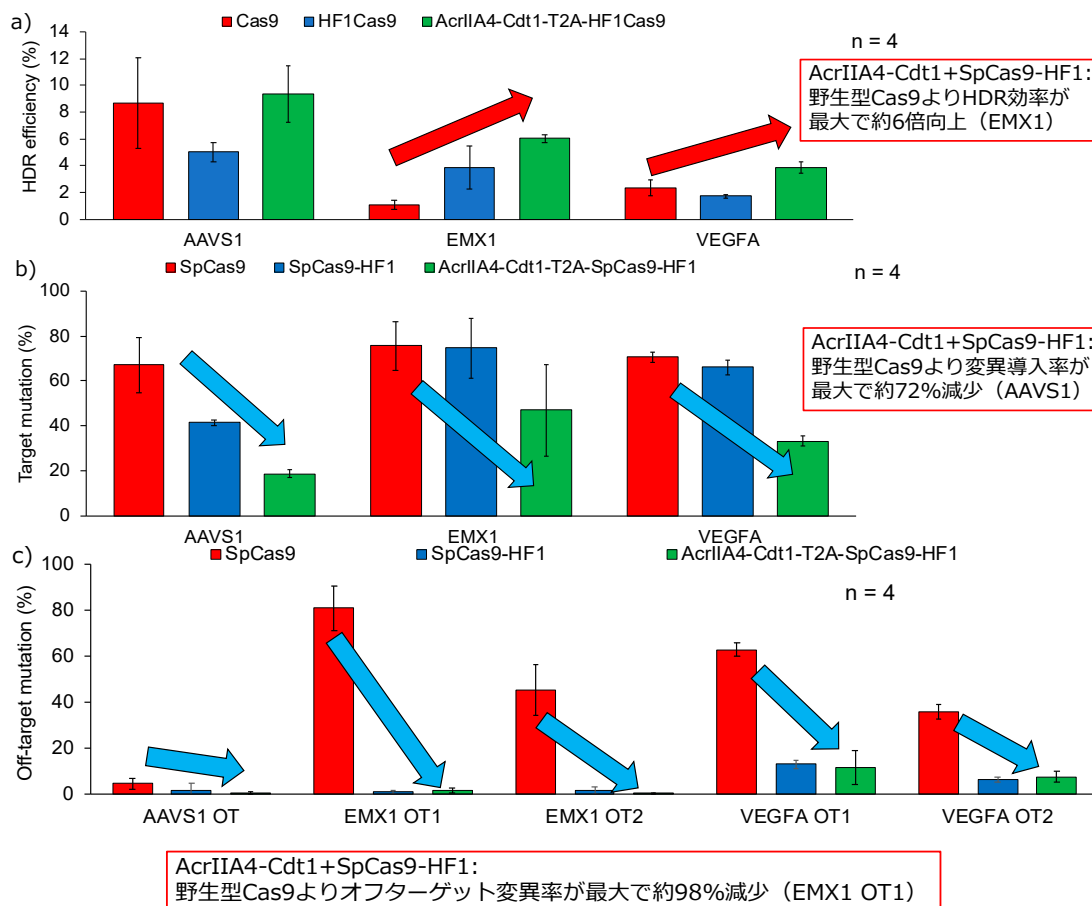 a)
Cas9 HF1Cas9 AcrIIA4-Cdt1-T2A-HF1Cas9
n = 4
HDR efficiency (%)
14
12
10
8
6
4
2
0
AAVS1 EMX1 VEGFA
AcrIIA4-Cdt1+SpCas9-HF1:
野生型Cas9よりHDR効率が
最大で約6倍向上（EMX1）
b)
SpCas9 SpCas9-HF1 AcrIIA4-Cdt1-T2A-SpCas9-HF1
n = 4
Target mutation (%)
100
80
60
40
20
0
AAVS1 EMX1 VEGFA
AcrIIA4-Cdt1+SpCas9-HF1:
野生型Cas9より変異導入率が
最大で約72%減少（AAVS1）
c)
SpCas9 SpCas9-HF1 AcrIIA4-Cdt1-T2A-SpCas9-HF1
n = 4
Off-target mutation (%)
100
80
60
40
20
0
AAVS1 OT EMX1 OT1 EMX1 OT2 VEGFA OT1 VEGFA OT2
AcrIIA4-Cdt1+SpCas9-HF1:
野生型Cas9よりオフターゲット変異率が最大で約98%減少（EMX1 OT1）